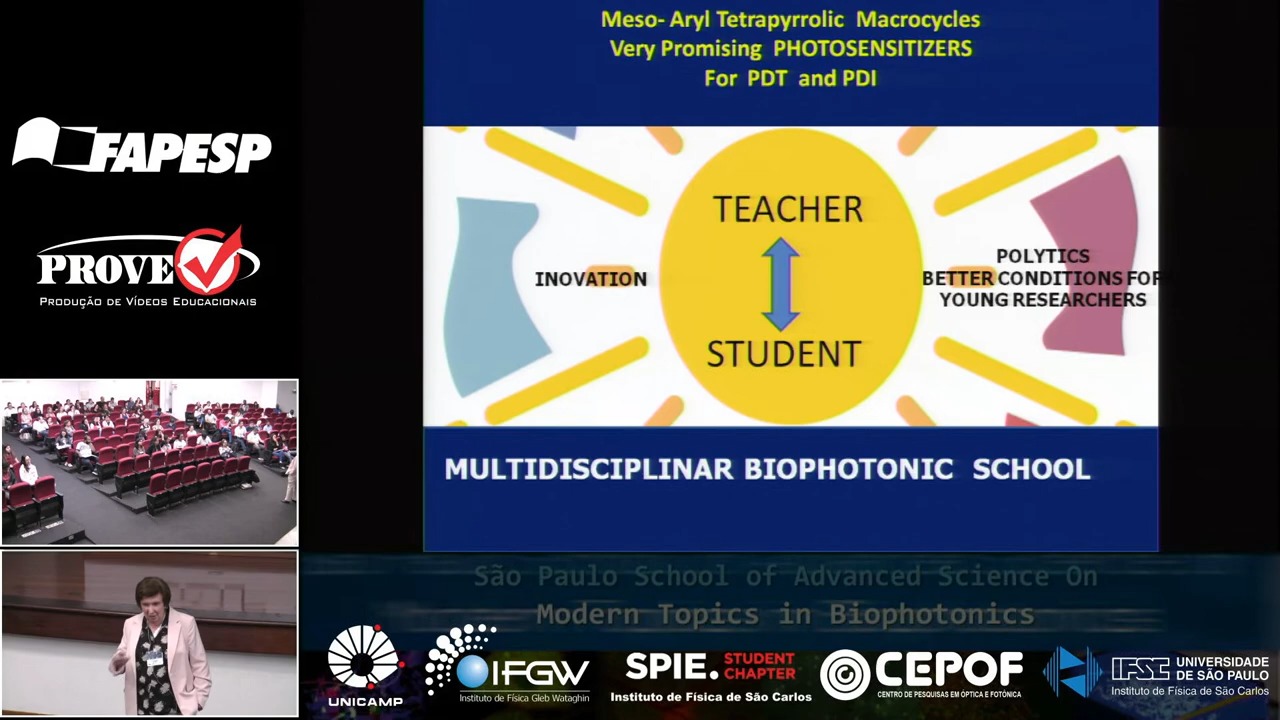 Meso- Aryl Tetapyrrolic Macrocycles
Very Promising PHOTOSENSITIZERS
For PDT and PDI
FAPESP
PROVE
PRODUÇÃO DE VÍDEOS EDUCACIONAIS
TEACHER
INOVATION
POLYTICS
BETTER CONDITIONS FOR
YOUNG RESEARCHERS
STUDENT
MULTIDISCIPLINAR BIOPHOTONIC SCHOOL
São Paulo School of Advanced Science On
Modern Topics in Biophotonics
UNICAMP
IFGW
Instituto de Física Gleb Wataghin
SPIE. STUDENT
CHAPTER
Instituto de Física de São Carlos
CEPOF
CENTRO DE PESQUISAS EM ÓPTICA E FOTÔNICA
IFSC UNIVERSIDADE
DE SÃO PAULO
Instituto de Física de São Carlos